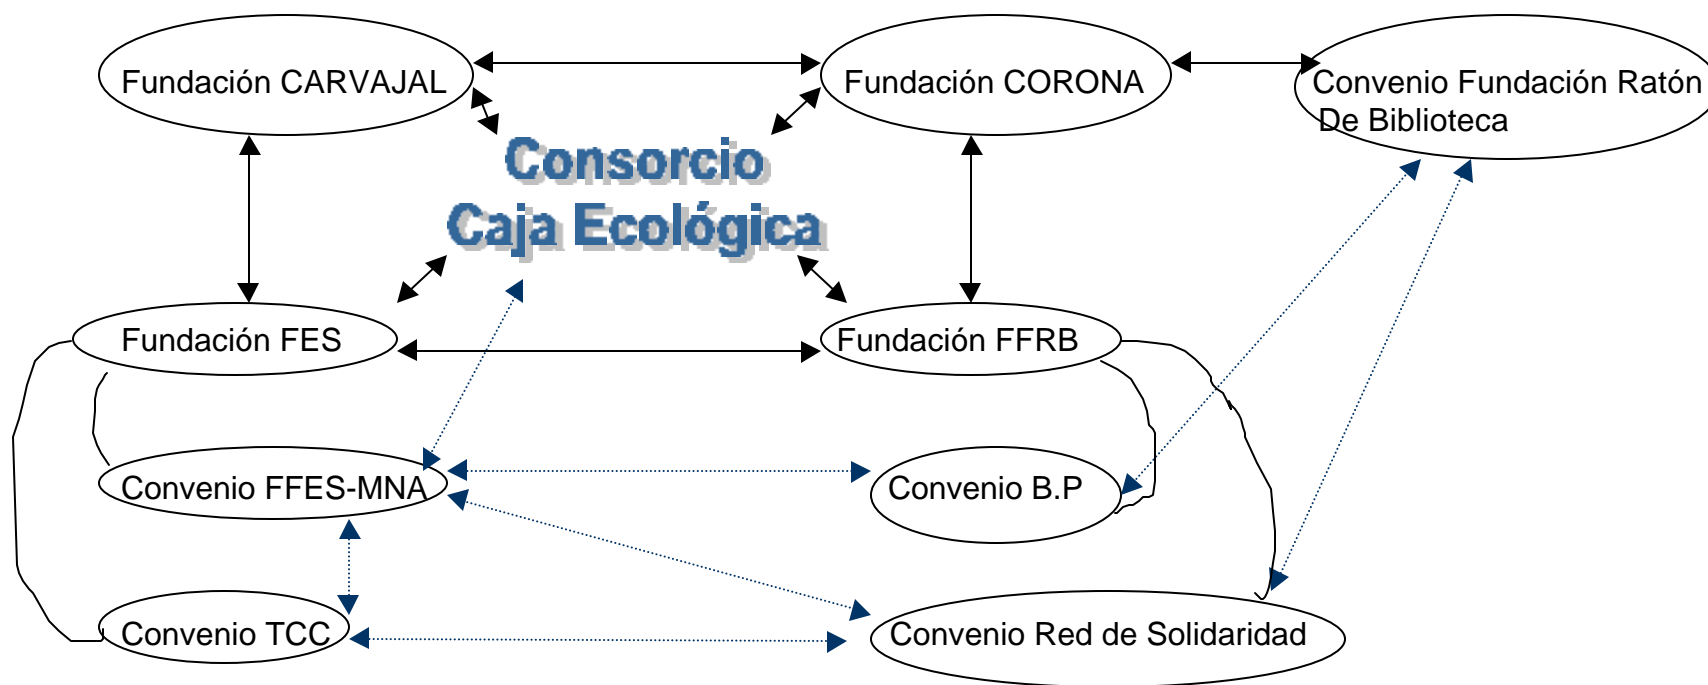 Fundación CARVAJAL
Fundación CORONA
Convenio Fundación Ratón
De Biblioteca
Consorcio
Caja Ecológica
Fundación FES
Fundación FFRB
Convenio FFES-MNA
Convenio B.P
Convenio TCC
Convenio Red de Solidaridad